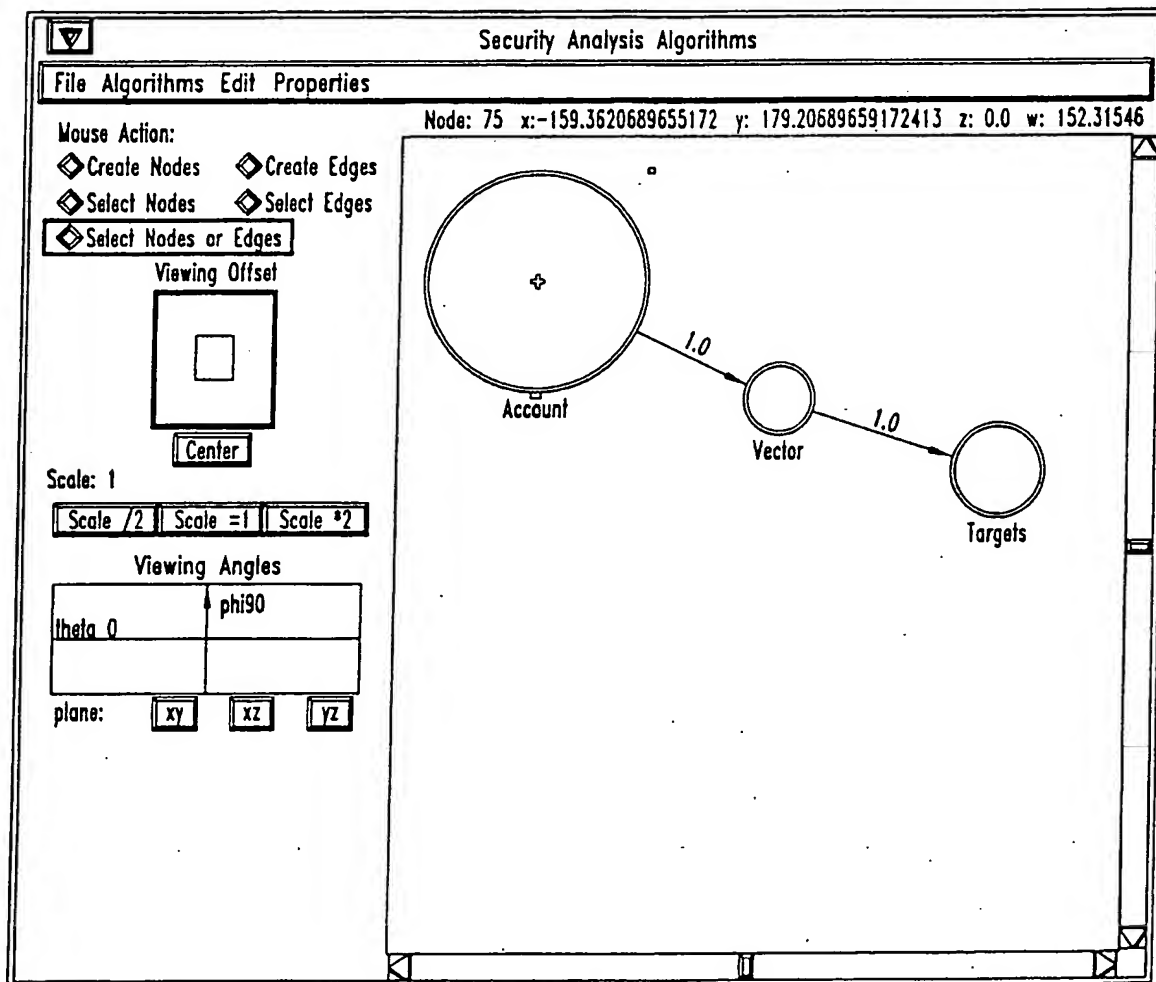 Security Analysis Algorithms
File Algorithms Edit Properties
Node: 75 x:-159.3620689655172 y: 179.20689659172413 z: 0.0 w: 152.31546
Mouse Action:
Create Nodes Create Edges
Select Nodes Select Edges
Select Nodes or Edges
Viewing Offset
Center
Scale: 1
Scale /2 Scale =1 Scale *2
Viewing Angles
phi90
theta 0
plane: xy xz yz
Account
1.0
Vector
1.0
Targets